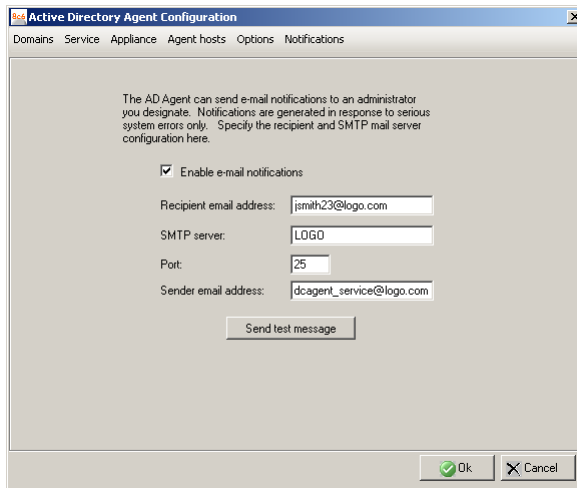 8e6 Active Directory Agent Configuration
Domains Service Appliance Agent hosts Options Notifications
The AD Agent can send e-mail notifications to an administrator
you designate. Notifications are generated in response to serious
system errors only. Specify the recipient and SMTP mail server
configuration here.
Enable e-mail notifications
Recipient email address: jsmith23@logo.com
SMTP server: LOGO
Port: 25
Sender email address: dcagent_service@logo.com
Send test message
Ok Cancel